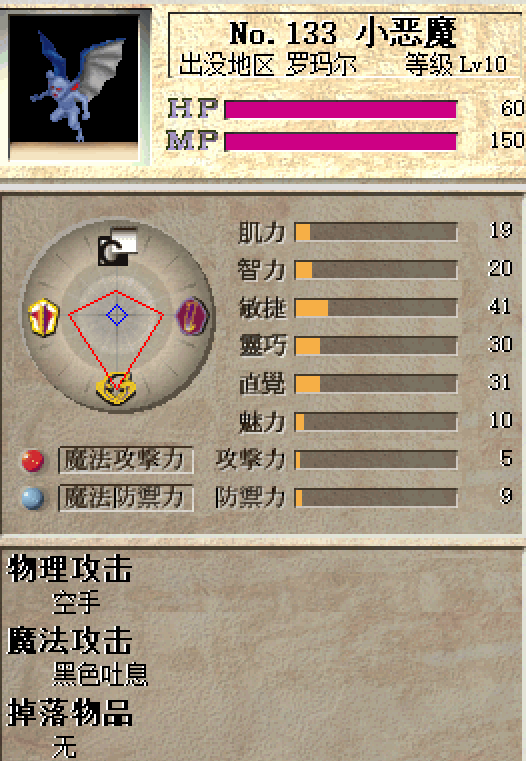 No. 133 小恶魔
出没地区 罗玛尔 等级 Lv10
HP 60
MP 150
肌力 19
智力 20
敏捷 41
靈巧 30
直覺 31
魅力 10
魔法攻擊力 攻擊力 5
魔法防禦力 防禦力 9
物理攻击
空手
魔法攻击
黑色吐息
掉落物品
无